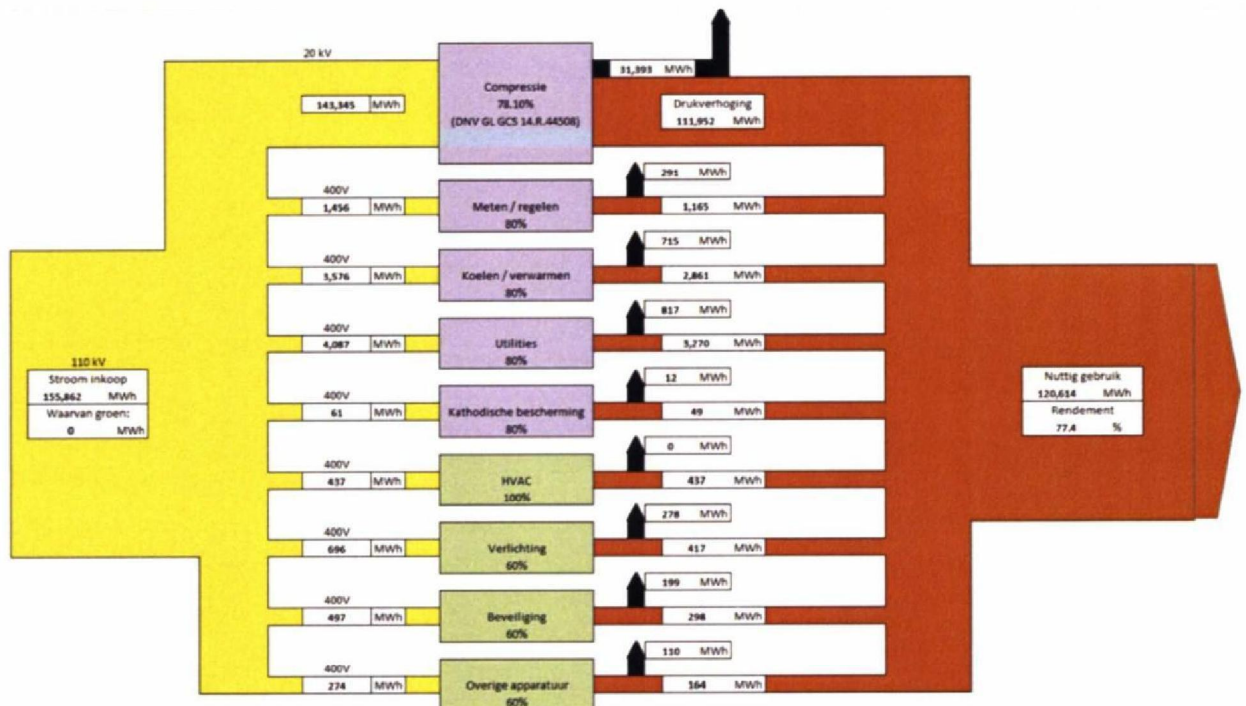 20 kV
143,345 MWh
Compressie
78.10%
(DNV GL GCS 14.R.44508)
31,393 MWh
Drukverhoging
111,952 MWh
400V
1,456 MWh
Meten / regelen
80%
291 MWh
1,165 MWh
400V
3,576 MWh
Koelen / verwarmen
80%
715 MWh
2,861 MWh
400V
4,087 MWh
Utilities
80%
817 MWh
3,270 MWh
110 kV
Stroom inkoop
155,862 MWh
Waarvan groen:
0 MWh
400V
61 MWh
Kathodische bescherming
80%
12 MWh
49 MWh
Nuttig gebruik
120,614 MWh
Rendement
77.4 %
400V
437 MWh
HVAC
100%
0 MWh
437 MWh
400V
696 MWh
Verlichting
60%
278 MWh
417 MWh
400V
497 MWh
Beveiliging
60%
199 MWh
298 MWh
400V
274 MWh
Overige apparatuur
60%
110 MWh
164 MWh